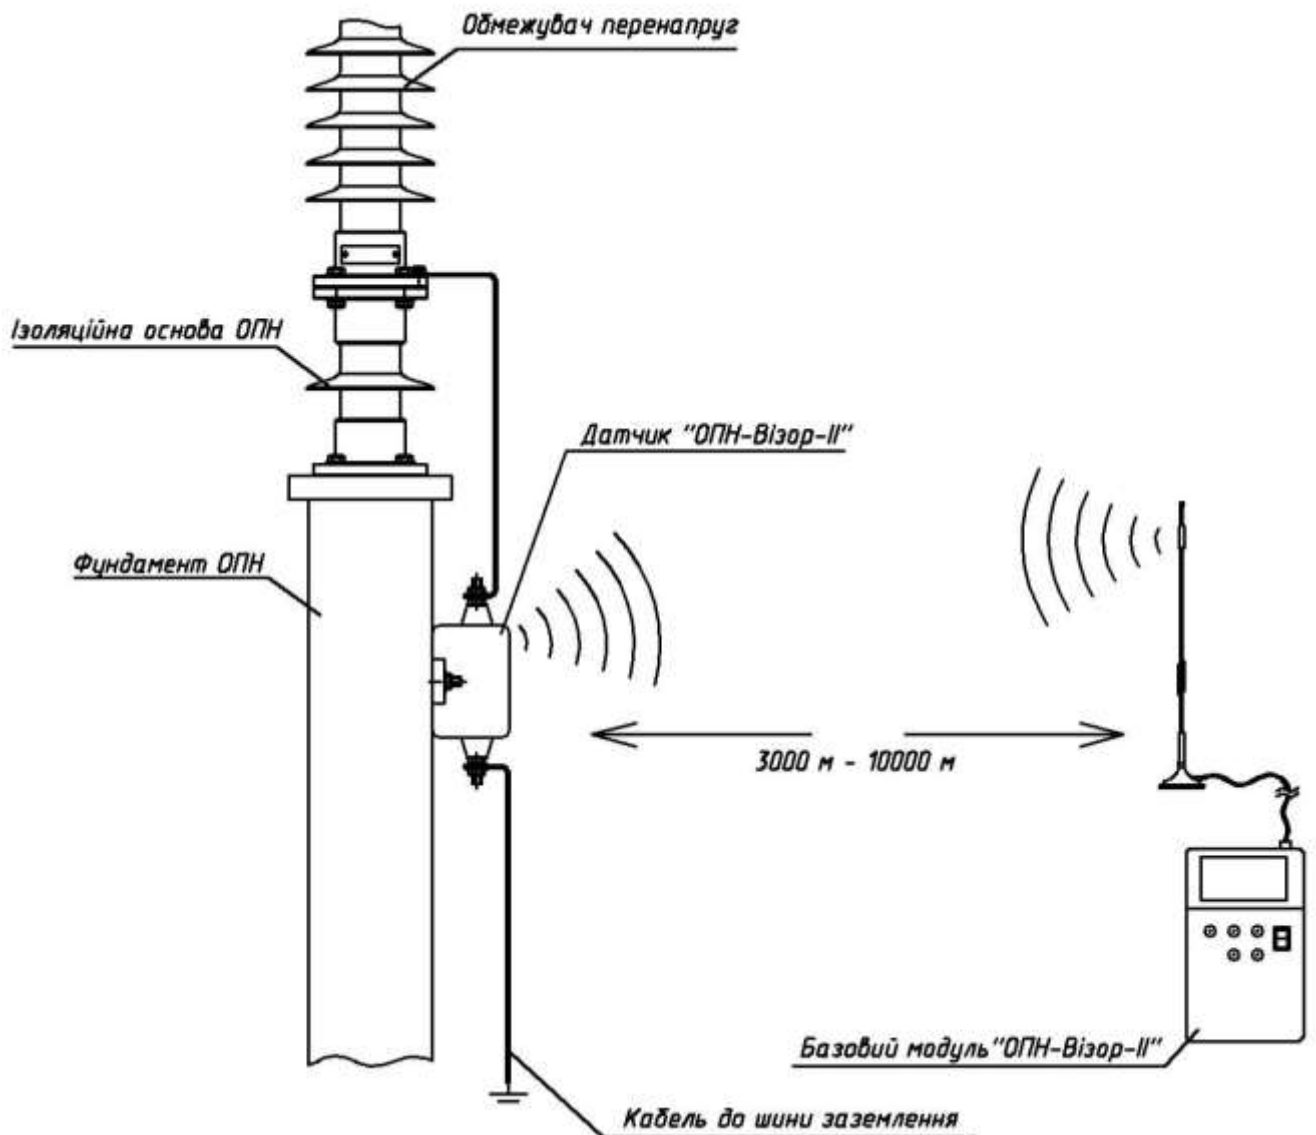 Обмежувач перенапруг
Ізоляційна основа ОПН
Датчик "ОПН-Візор-ІІ"
Фундамент ОПН
3000 м - 10000 м
Базовий модуль "ОПН-Візор-ІІ"
Кабель до шини заземлення